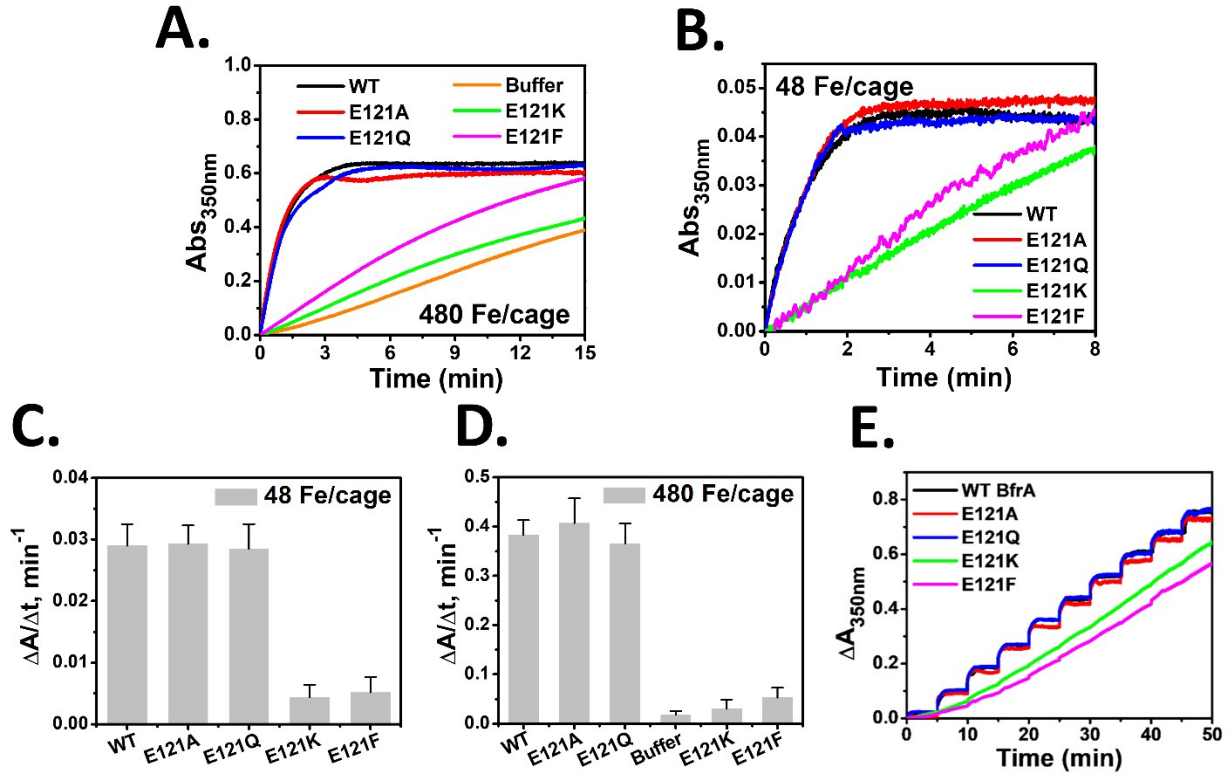 A.
Abs350nm
1.0
0.8
0.6
0.4
0.2
0.0
WT
E121A
E121Q
Buffer
E121K
E121F
480 Fe/cage
0
3
6
9
12
15
Time (min)
B.
Abs350nm
0.05
0.04
0.03
0.02
0.01
0.00
48 Fe/cage
WT
E121A
E121Q
E121K
E121F
0
2
4
6
8
Time (min)
C.
ΔA/Δt, min-1
0.04
0.03
0.02
0.01
0.00
48 Fe/cage
WT
E121A
E121Q
E121K
E121F
D.
ΔA/Δt, min-1
0.5
0.4
0.3
0.2
0.1
0.0
480 Fe/cage
WT
E121A
E121Q
Buffer
E121K
E121F
E.
ΔA350nm
0.8
0.6
0.4
0.2
0.0
WT BfrA
E121A
E121Q
E121K
E121F
0
10
20
30
40
50
Time (min)